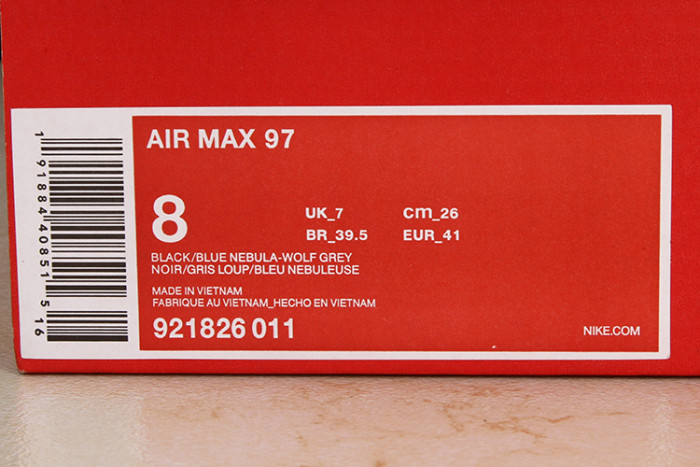 AIR MAX 97
8
UK_7 cm_26
BR_39.5 EUR_41
BLACK/BLUE NEBULA-WOLF GREY
NOIR/GRIS LOUP/BLEU NEBULEUSE
MADE IN VIETNAM
FABRIQUE AU VIETNAM_HECHO EN VIETNAM
921826 011
NIKE.COM
1 91884 40851 5 16